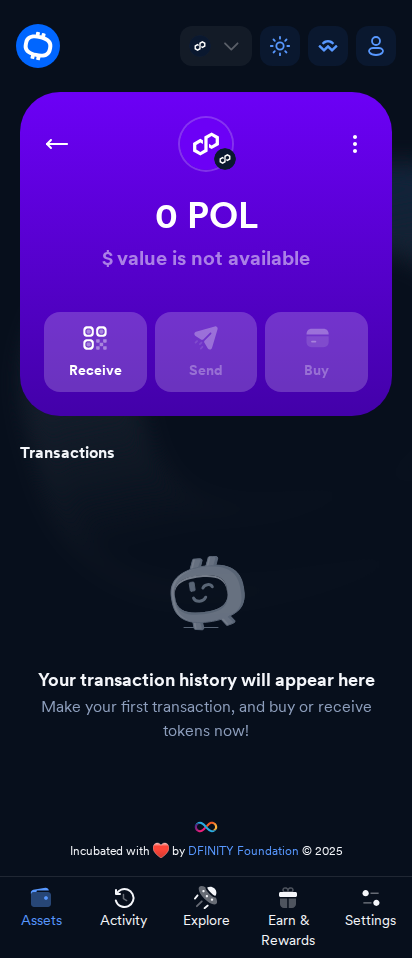 0 POL
$ value is not available
Receive
Send
Buy
Transactions
Your transaction history will appear here
Make your first transaction, and buy or receive
tokens now!
Incubated with ❤️ by DFINITY Foundation © 2025
Assets
Activity
Explore
Earn &
Rewards
Settings